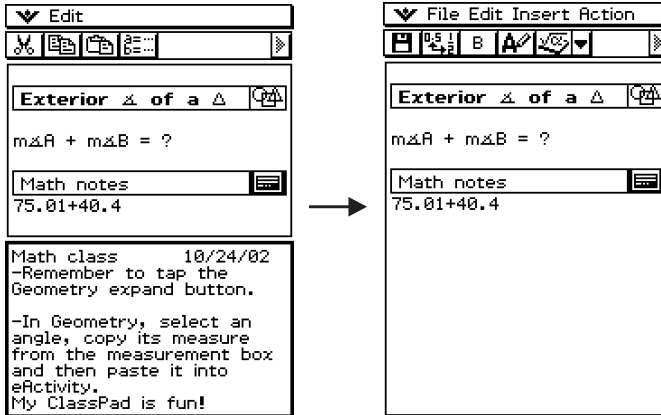 Edit
Exterior ∡ of a △
m∡A + m∡B = ?
Math notes
75.01+40.4
Math class 10/24/02
-Remember to tap the
Geometry expand button.
-In Geometry, select an
angle, copy its measure
from the measurement box
and then paste it into
eActivity.
My ClassPad is fun!
File Edit Insert Action
B
Exterior ∡ of a △
m∡A + m∡B = ?
Math notes
75.01+40.4